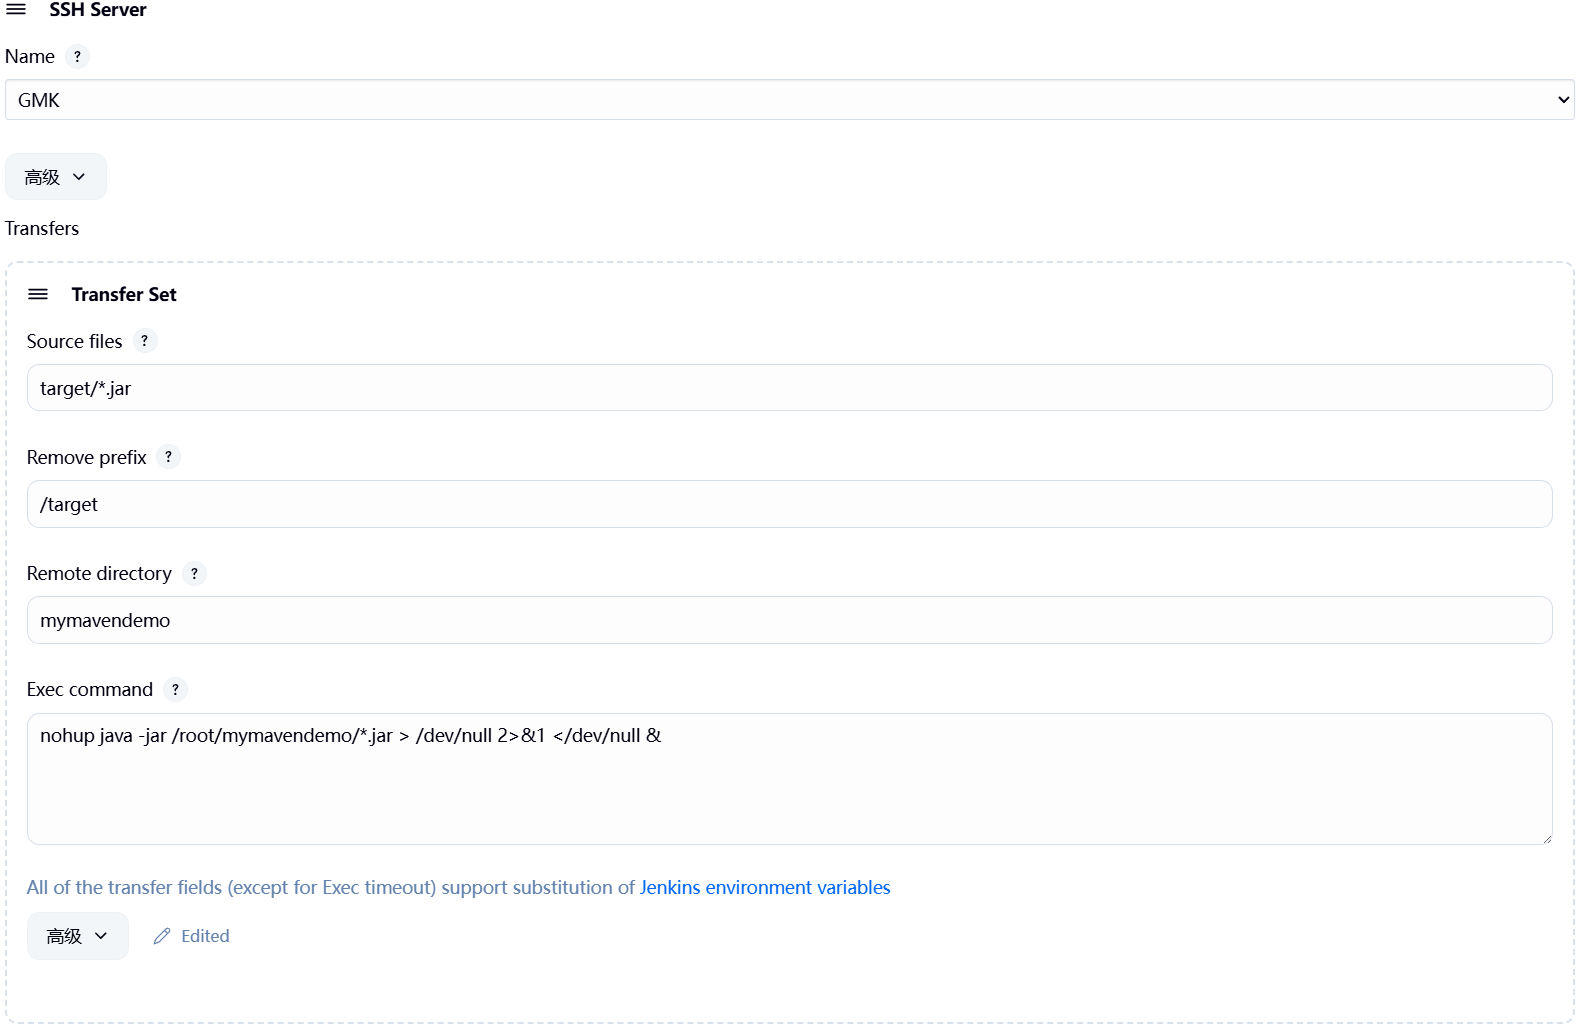 SSH Server
Name ?
GMK
高级
Transfers
Transfer Set
Source files ?
target/*.jar
Remove prefix ?
/target
Remote directory ?
mymavendemo
Exec command ?
nohup java -jar /root/mymavendemo/*.jar > /dev/null 2>&1 </dev/null &
All of the transfer fields (except for Exec timeout) support substitution of Jenkins environment variables
高级 Edited